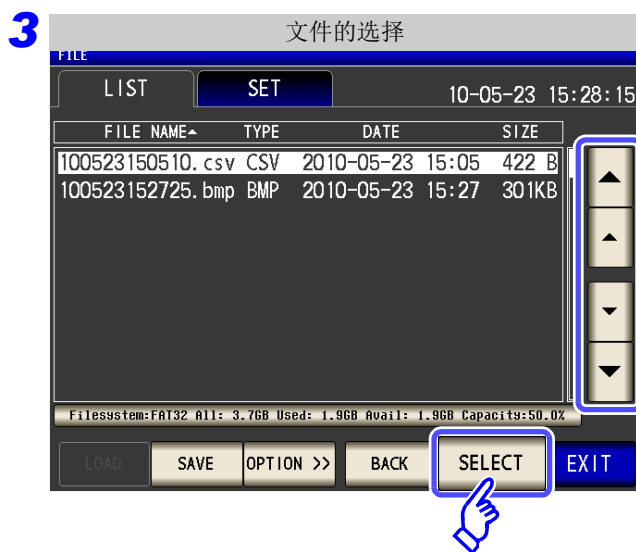 3
文件的选择
FILE
LIST SET 10-05-23 15:28:15
FILE NAME▲ TYPE DATE SIZE
100523150510.csv CSV 2010-05-23 15:05 422 B
100523152725.bmp BMP 2010-05-23 15:27 301KB
Filesystem:FAT32 All: 3.7GB Used: 1.9GB Avail: 1.9GB Capacity:50.0%
LOAD SAVE OPTION >> BACK SELECT EXIT